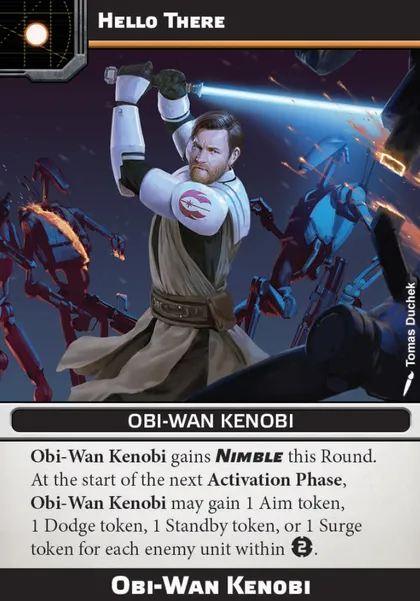 Hello There
Tomas Duchek
OBI-WAN KENOBI
Obi-Wan Kenobi gains Nimble this Round.
At the start of the next Activation Phase,
Obi-Wan Kenobi may gain 1 Aim token,
1 Dodge token, 1 Standby token, or 1 Surge
token for each enemy unit within 2.
Obi-Wan Kenobi